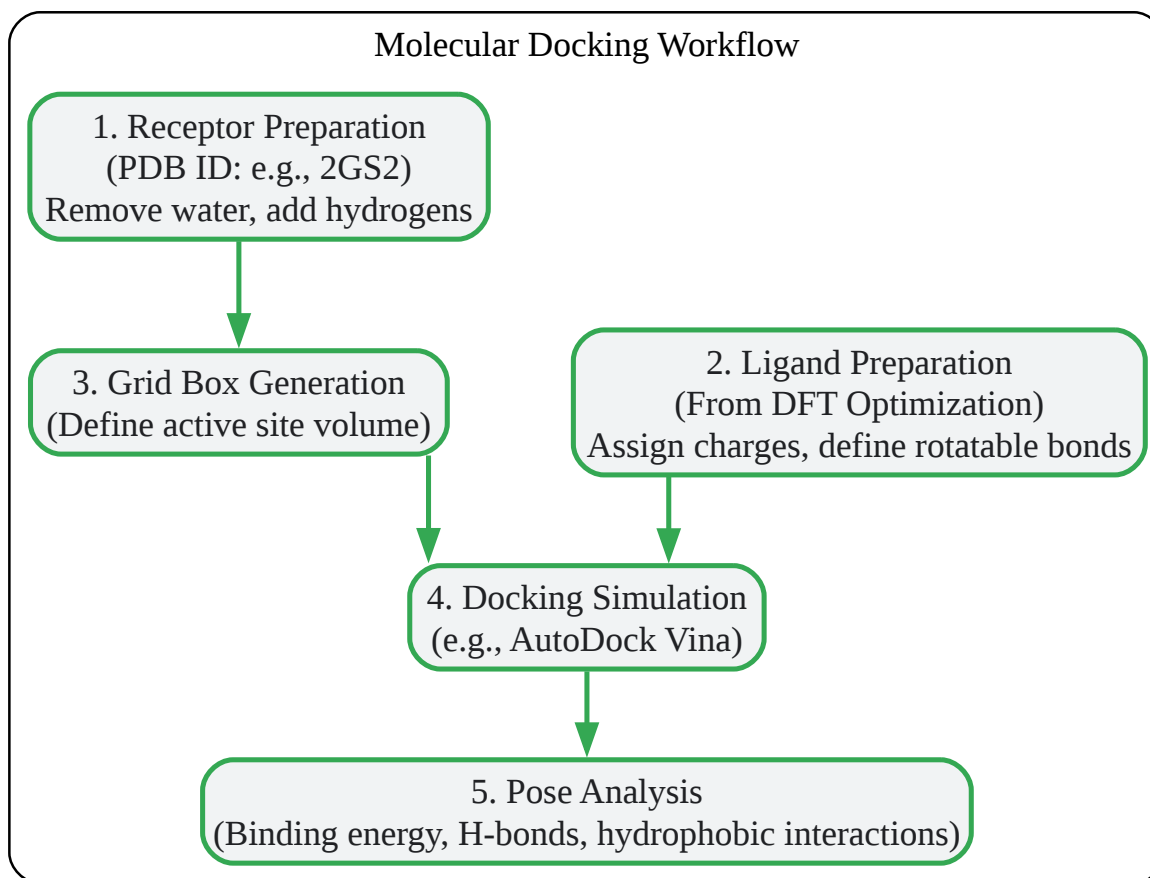 Molecular Docking Workflow
1. Receptor Preparation
(PDB ID: e.g., 2GS2)
Remove water, add hydrogens
3. Grid Box Generation
(Define active site volume)
2. Ligand Preparation
(From DFT Optimization)
Assign charges, define rotatable bonds
4. Docking Simulation
(e.g., AutoDock Vina)
5. Pose Analysis
(Binding energy, H-bonds, hydrophobic interactions)